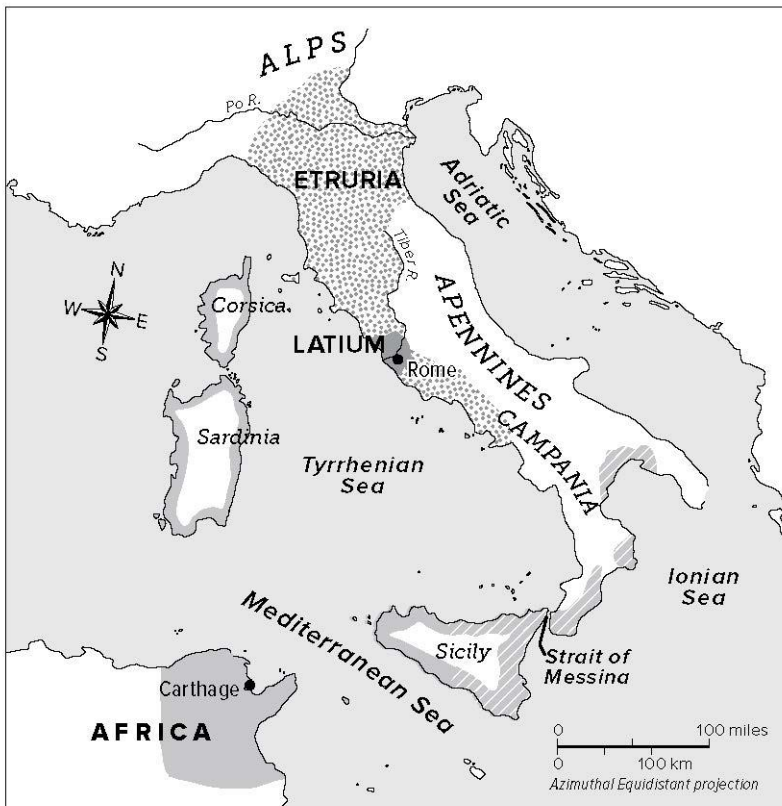 ALPS
Po R.
ETRURIA
Adriatic
Sea
Tiber R.
N
W
E
S
Corsica
APENNINES
LATIUM
Rome
CAMPANIA
Sardinia
Tyrrhenian
Sea
Ionian
Sea
Mediterranean Sea
Sicily
Strait of
Messina
Carthage
AFRICA
0 100 miles
0 100 km
Azimuthal Equidistant projection